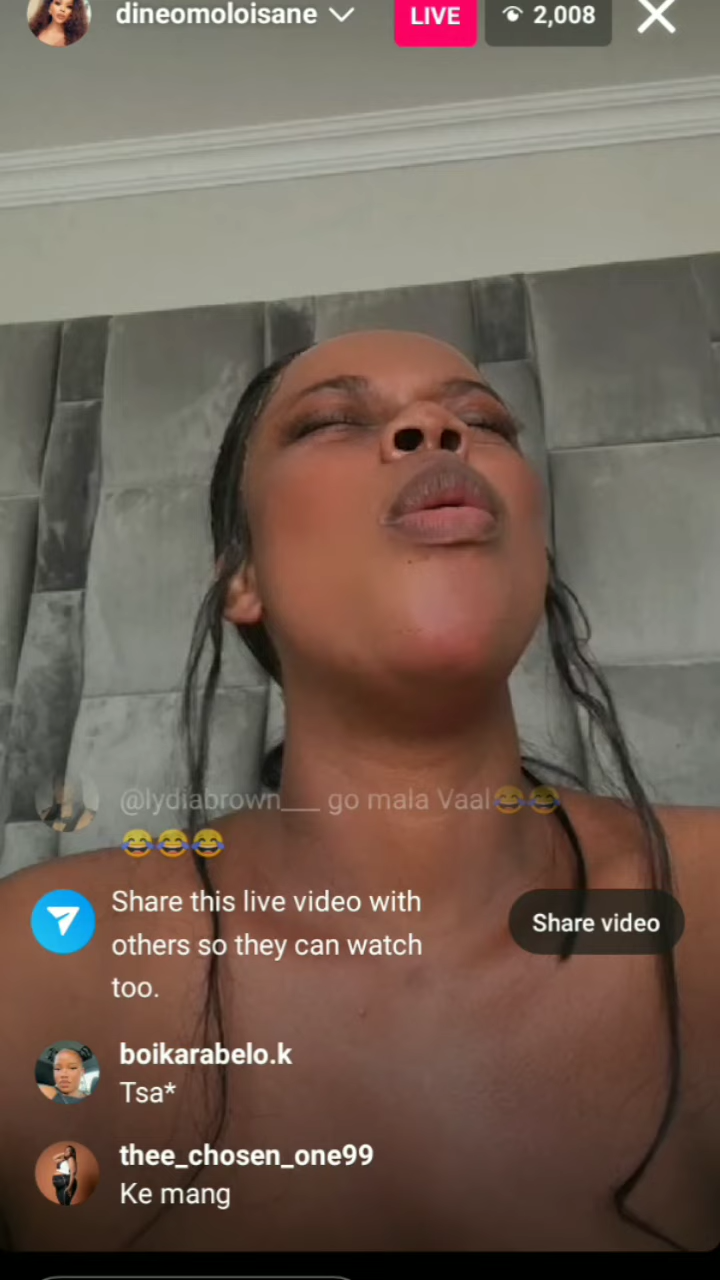 dineomoloisane
LIVE
2,008
@lydiabrown___ go mala Vaal😂😂
😂😂😂
Share this live video with
others so they can watch
too.
Share video
boikarabelo.k
Tsa*
thee_chosen_one99
Ke mang